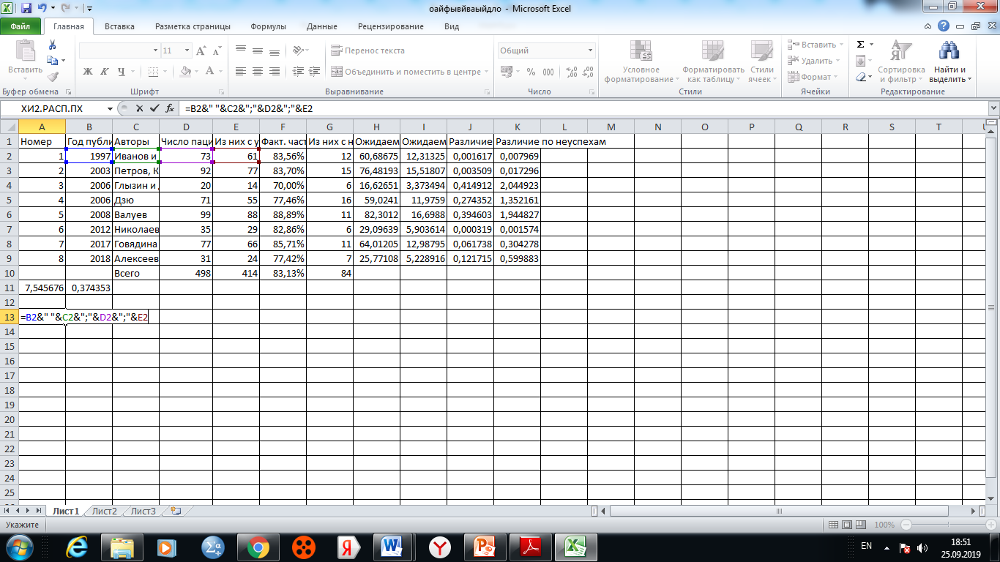 оайфывйваыйдло - Microsoft Excel
Файл Главная Вставка Разметка страницы Формулы Данные Рецензирование Вид
Вставить
Буфер обмена
11
Ж К Ч
Шрифт
Перенос текста
Объединить и поместить в центре
Выравнивание
Общий
% 000
Число
Условное форматирование
Форматировать как таблицу
Стили ячеек
Стили
Вставить
Удалить
Формат
Ячейки
Сортировка и фильтр
Найти и выделить
Редактирование
ХИ2.РАСП.ПХ =B2&" "&C2&";"&D2&";"&E2
A B C D E F G H I J K L M N O P Q R S T U
1 Номер Год публи Авторы Число паци Из них с у Факт. част Из них с н Ожидаем Ожидаем Различие Различие по неуспехам
2 1 1997 Иванов и 73 61 83,56% 12 60,68675 12,31325 0,001617 0,007969
3 2 2003 Петров, К 92 77 83,70% 15 76,48193 15,51807 0,003509 0,017296
4 3 2006 Глызин и 20 14 70,00% 6 16,62651 3,373494 0,414912 2,044923
5 4 2006 Дзю 71 55 77,46% 16 59,0241 11,9759 0,274352 1,352161
6 5 2008 Валуев 99 88 88,89% 11 82,3012 16,6988 0,394603 1,944827
7 6 2012 Николаев 35 29 82,86% 6 29,09639 5,903614 0,000319 0,001574
8 7 2017 Говядина 77 66 85,71% 11 64,01205 12,98795 0,061738 0,304278
9 8 2018 Алексеев 31 24 77,42% 7 25,77108 5,228916 0,121715 0,599883
10 Всего 498 414 83,13% 84
11 7,545676 0,374353
12
13 =B2&" "&C2&";"&D2&";"&E2
14
15
16
17
18
19
20
21
22
23
24
25
Лист1 Лист2 Лист3
Укажите 100%
EN 18:51
25.09.2019